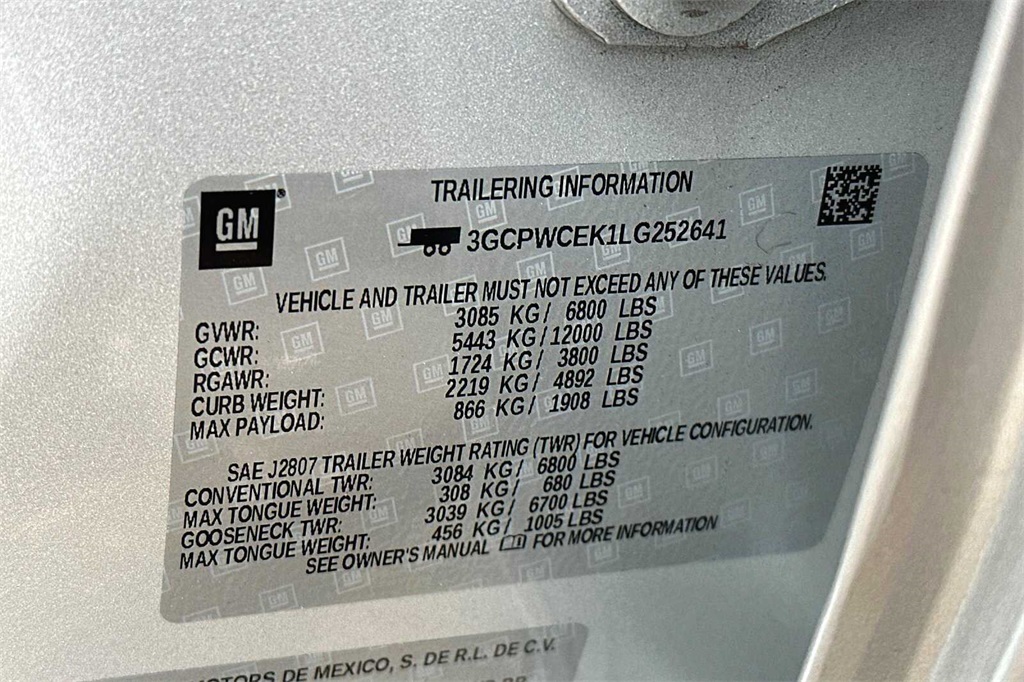 GM
TRAILERING INFORMATION
3GCPWCEK1LG252641
VEHICLE AND TRAILER MUST NOT EXCEED ANY OF THESE VALUES.
GVWR: 3085 KG/ 6800 LBS
GCWR: 5443 KG/12000 LBS
RGAWR: 1724 KG/ 3800 LBS
CURB WEIGHT: 2219 KG/ 4892 LBS
MAX PAYLOAD: 866 KG/ 1908 LBS
SAE J2807 TRAILER WEIGHT RATING (TWR) FOR VEHICLE CONFIGURATION.
CONVENTIONAL TWR: 3084 KG/ 6800 LBS
MAX TONGUE WEIGHT: 308 KG/ 680 LBS
GOOSENECK TWR: 3039 KG/ 6700 LBS
MAX TONGUE WEIGHT: 456 KG/ 1005 LBS
SEE OWNER'S MANUAL FOR MORE INFORMATION
OTORS DE MEXICO, S. DE R.L. DE C.V.